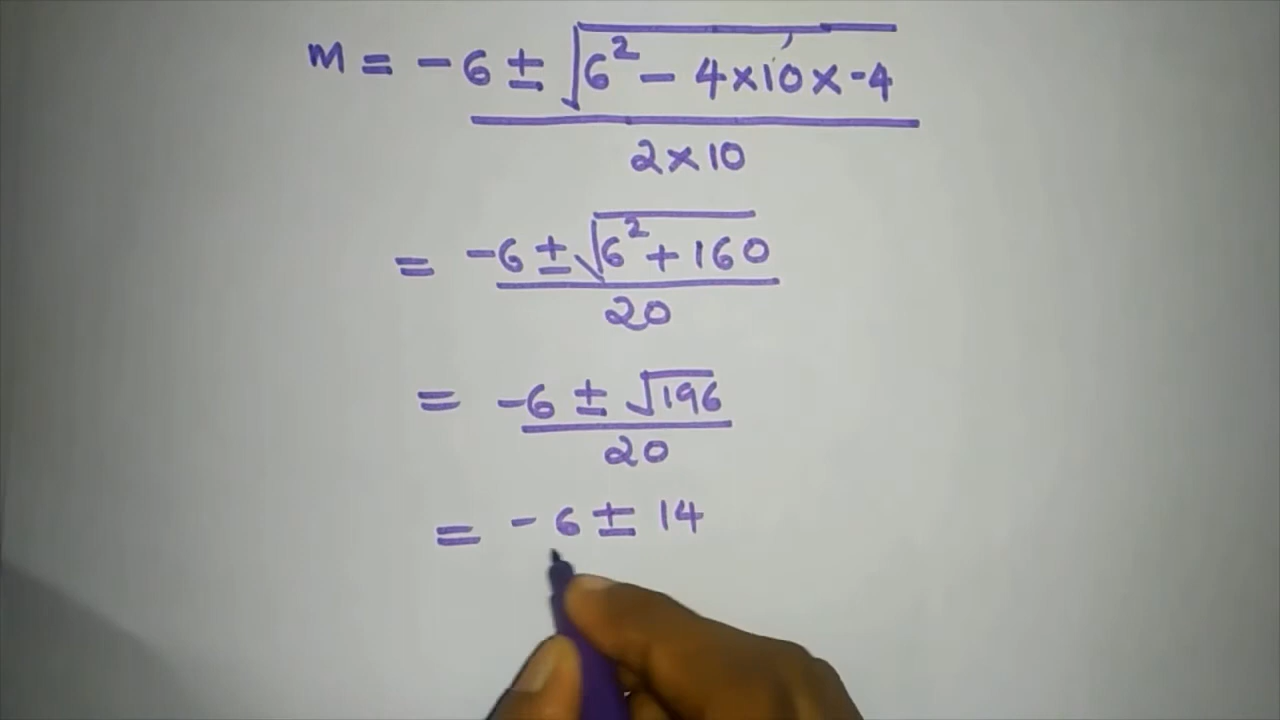 m = -6 ± √6² - 4×10×-4
2×10
= -6 ± √6² + 160
20
= -6 ± √196
20
= -6 ± 14